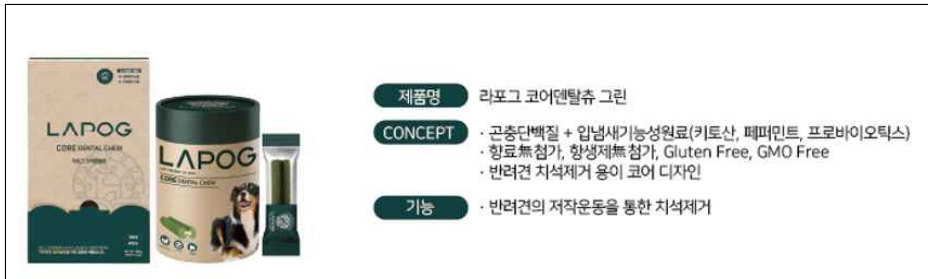 LAPOG
CORE DENTAL CHEW
LAPOG
CORE DENTAL CHEW
제품명
라포그 코어덴탈츄 그린
CONCEPT
· 곤충단백질 + 입냄새기능성원료(키토산, 페퍼민트, 프로바이오틱스)
· 향료無첨가, 항생제無첨가, Gluten Free, GMO Free
· 반려견 치석제거 용이 코어 디자인
기능
· 반려견의 저작운동을 통한 치석제거